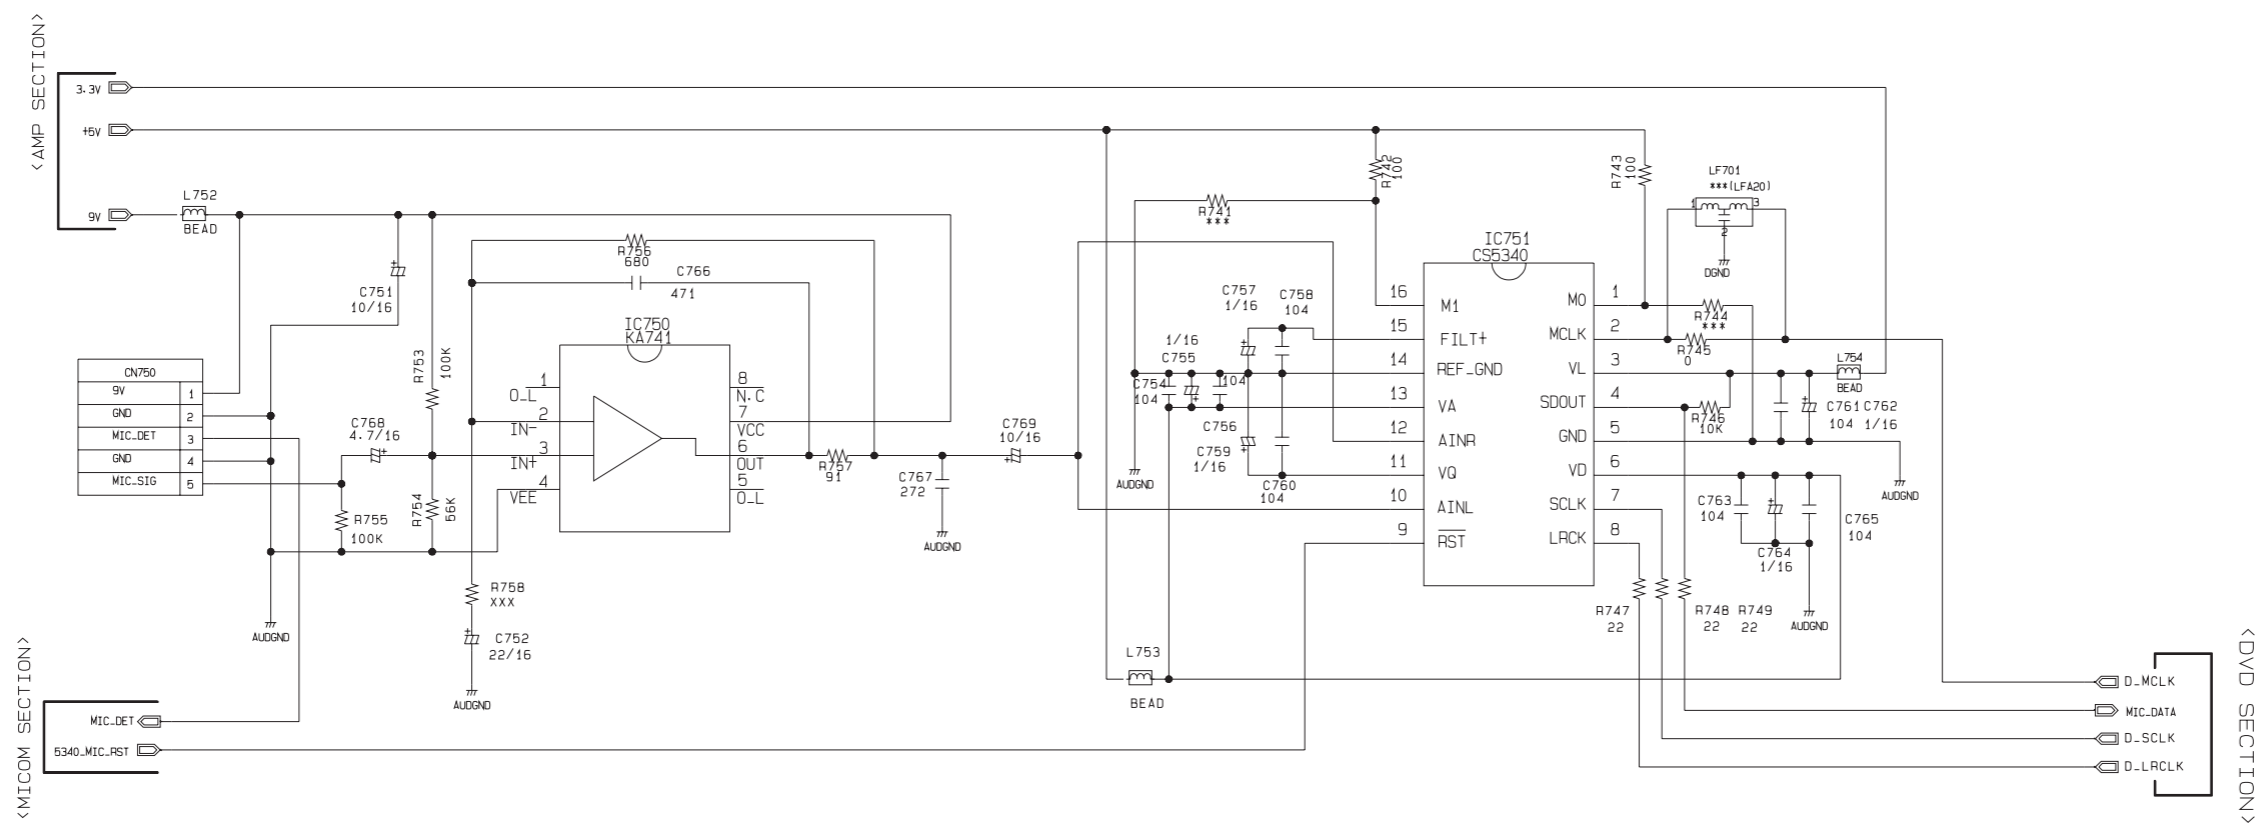 <AMP SECTION>
3.3V
+5V
9V
L752
BEAD
C751
10/16
R753
100K
CN750
9V 1
GND 2
MIC_DET 3
GND 4
MIC_SIG 5
C768
4.7/16
R755
100K
R754
56K
AUDGND
R756
680
C766
471
IC750
KA741
1
O_L
2
IN-
3
IN+
4
VEE
8
N.C
7
VCC
6
OUT
5
O_L
R757
91
C767
272
AUDGND
C769
10/16
R758
XXX
C752
22/16
AUDGND
<MICOM SECTION>
MIC_DET
5340_MIC_RST
R742
100
R741
***
R743
100
LF701
***(LFA20)
1
3
2
DGND
IC751
CS5340
C757
1/16
C758
104
1/16
C755
C754
104
104
C756
C759
1/16
C760
104
AUDGND
16 M1
15 FILT+
14 REF_GND
13 VA
12 AINR
11 VQ
10 AINL
9 RST
M0 1
MCLK 2
VL 3
SDOUT 4
GND 5
VD 6
SCLK 7
LRCK 8
R744
***
R745
0
L754
BEAD
R746
10K
C761 C762
104 1/16
AUDGND
C763
104
C764
1/16
C765
104
AUDGND
R747
22
R748 R749
22 22
L753
BEAD
<DVD SECTION>
D_MCLK
MIC_DATA
D_SCLK
D_LRCLK